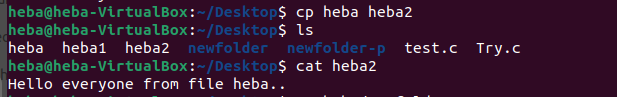 heba@heba-VirtualBox:~/Desktop$ cp heba heba2
heba@heba-VirtualBox:~/Desktop$ ls
heba  heba1  heba2  newfolder  newfolder-p  test.c  Try.c
heba@heba-VirtualBox:~/Desktop$ cat heba2
Hello everyone from file heba..